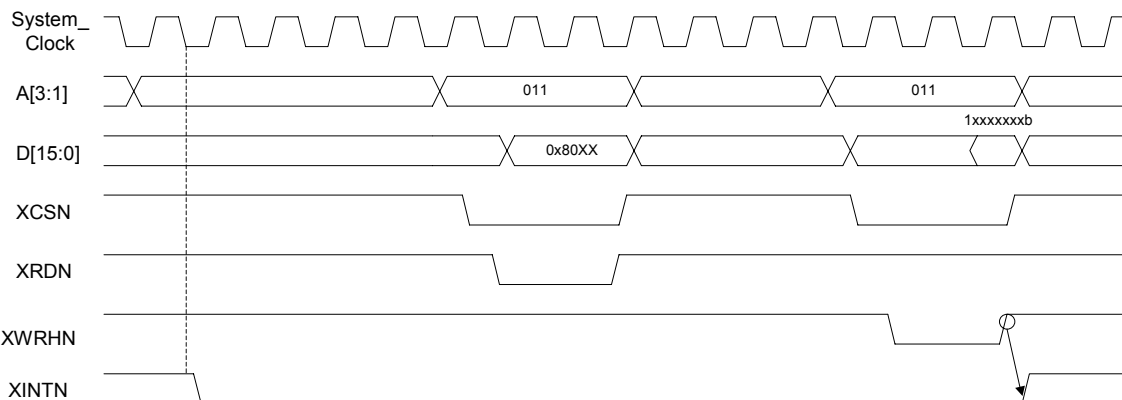 System_
Clock
A[3:1]
011
011
1xxxxxxxb
D[15:0]
0x80XX
XCSN
XRDN
XWRHN
XINTN